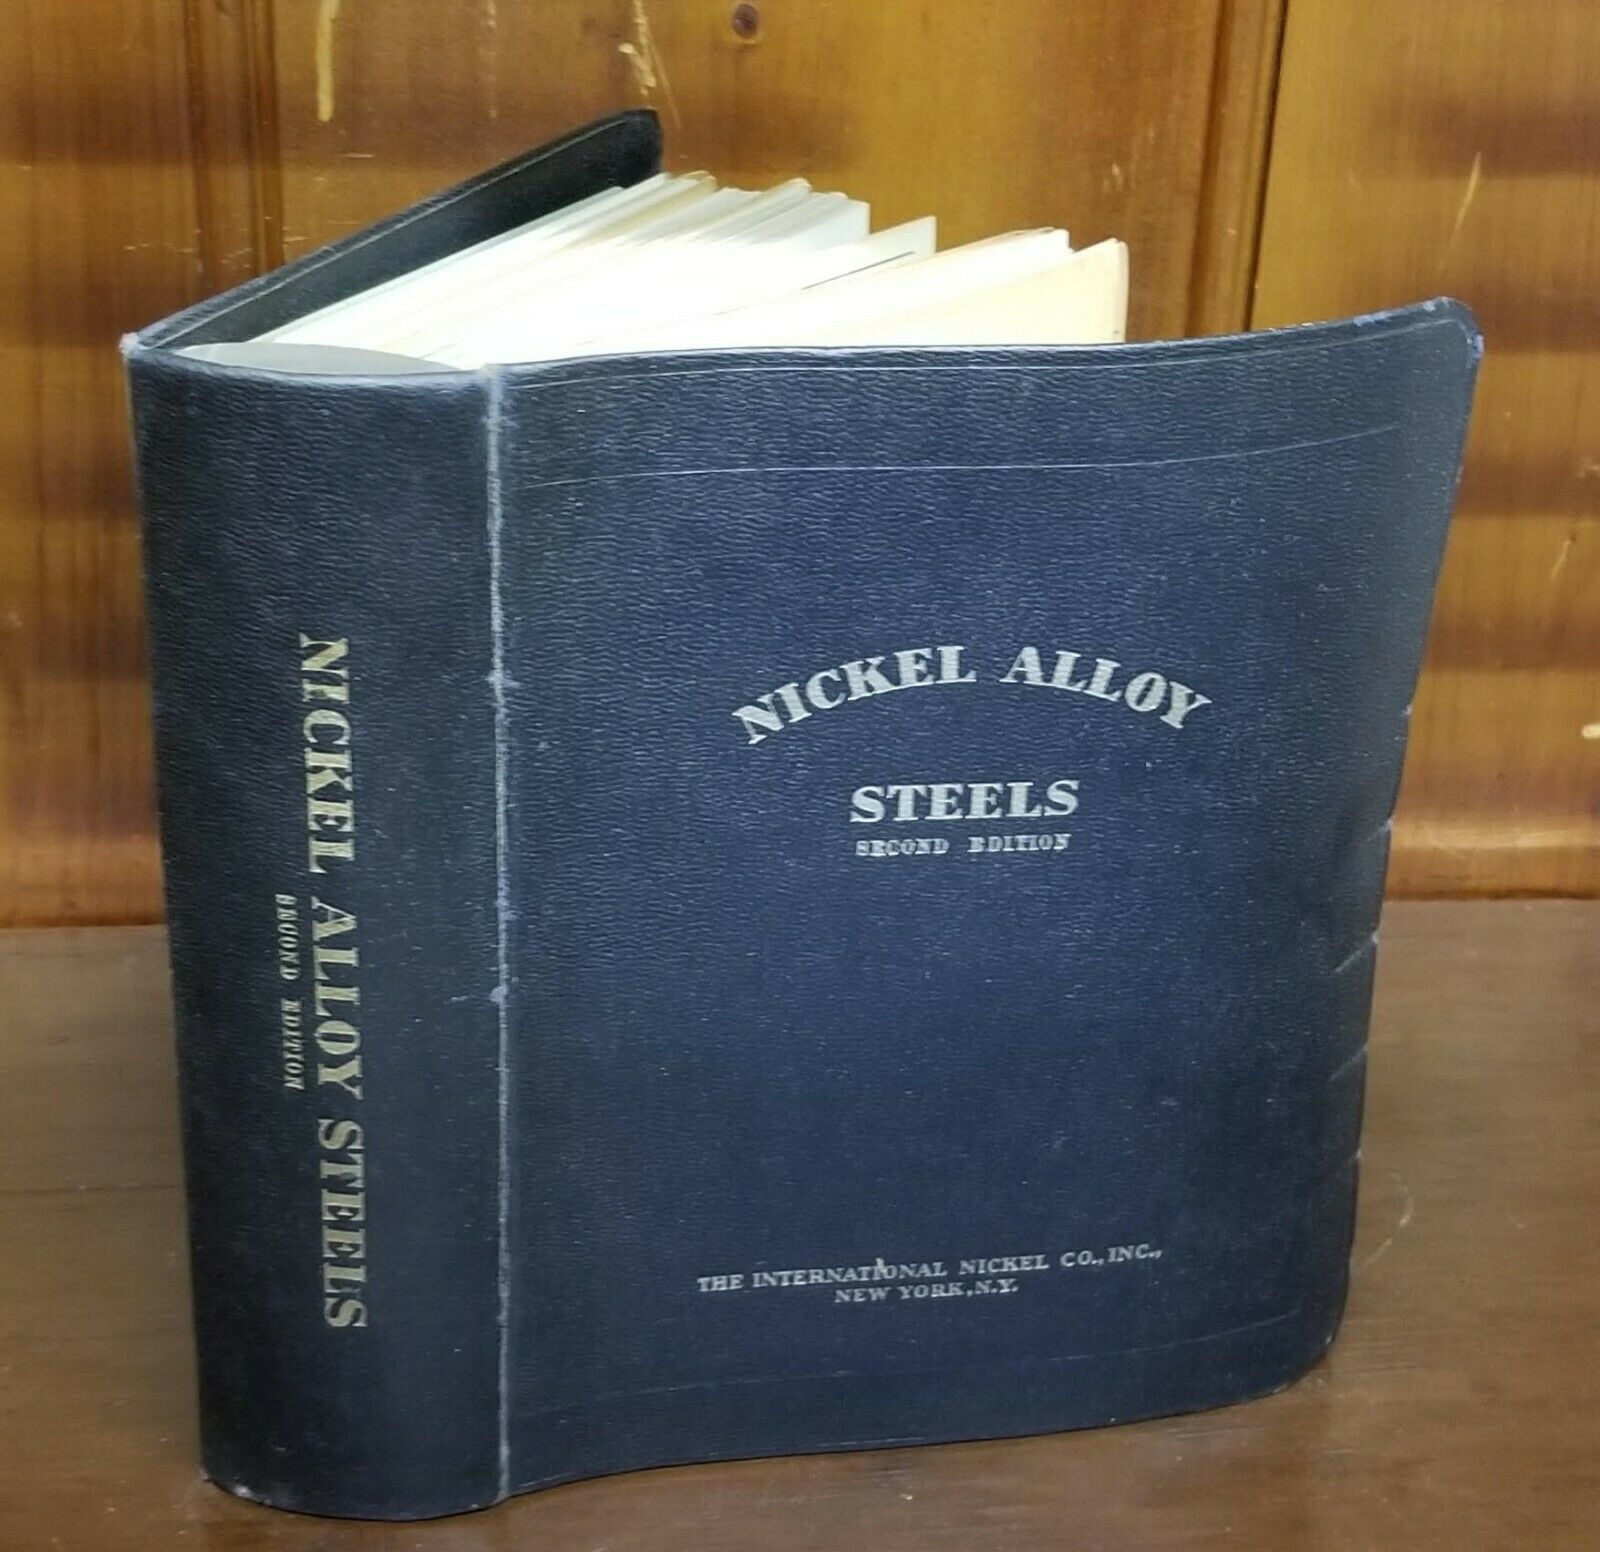 NICKEL ALLOY STEELS
SECOND EDITION
NICKEL ALLOY
STEELS
SECOND EDITION
THE INTERNATIONAL NICKEL CO., INC.,
NEW YORK, N.Y.